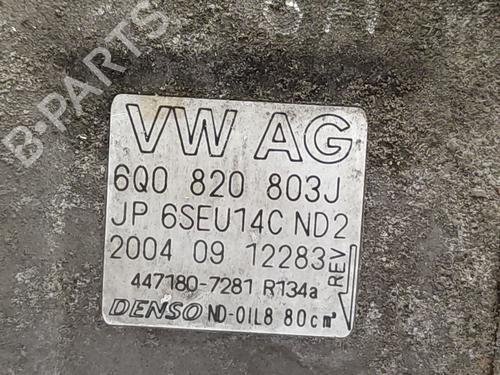 B-PARTS
VW AG
6Q0 820 803J
JP 6SEU14C ND2
2004 09 12283
REV
447180-7281 R134a
DENSO ND-OIL8 80cm³